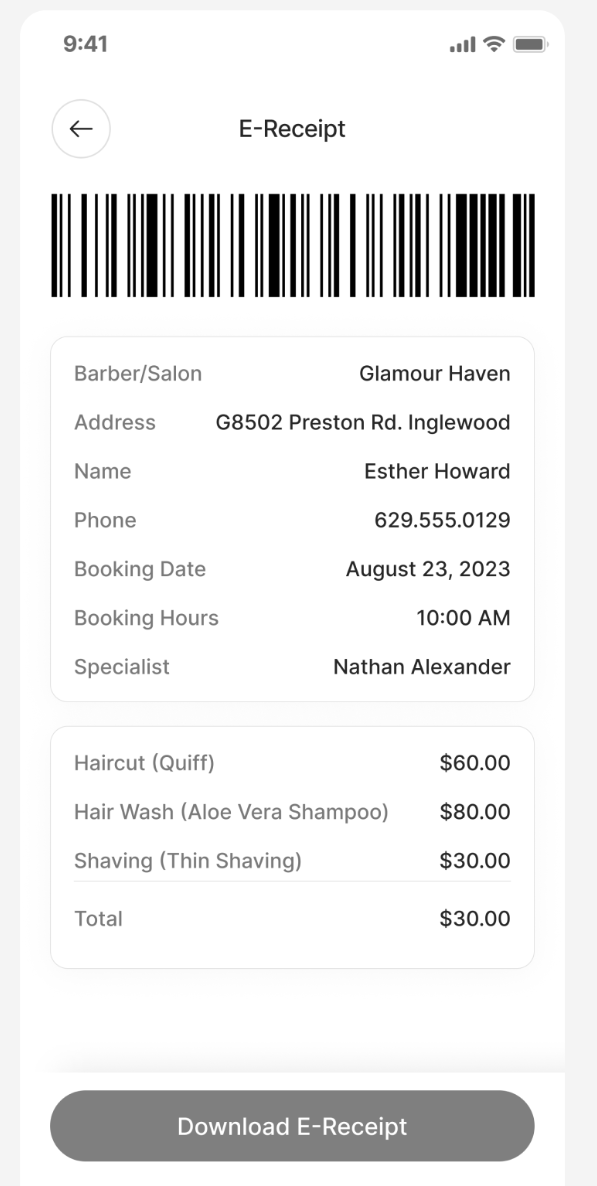 9:41
E-Receipt
Barber/Salon Glamour Haven
Address G8502 Preston Rd. Inglewood
Name Esther Howard
Phone 629.555.0129
Booking Date August 23, 2023
Booking Hours 10:00 AM
Specialist Nathan Alexander
Haircut (Quiff) $60.00
Hair Wash (Aloe Vera Shampoo) $80.00
Shaving (Thin Shaving) $30.00
Total $30.00
Download E-Receipt